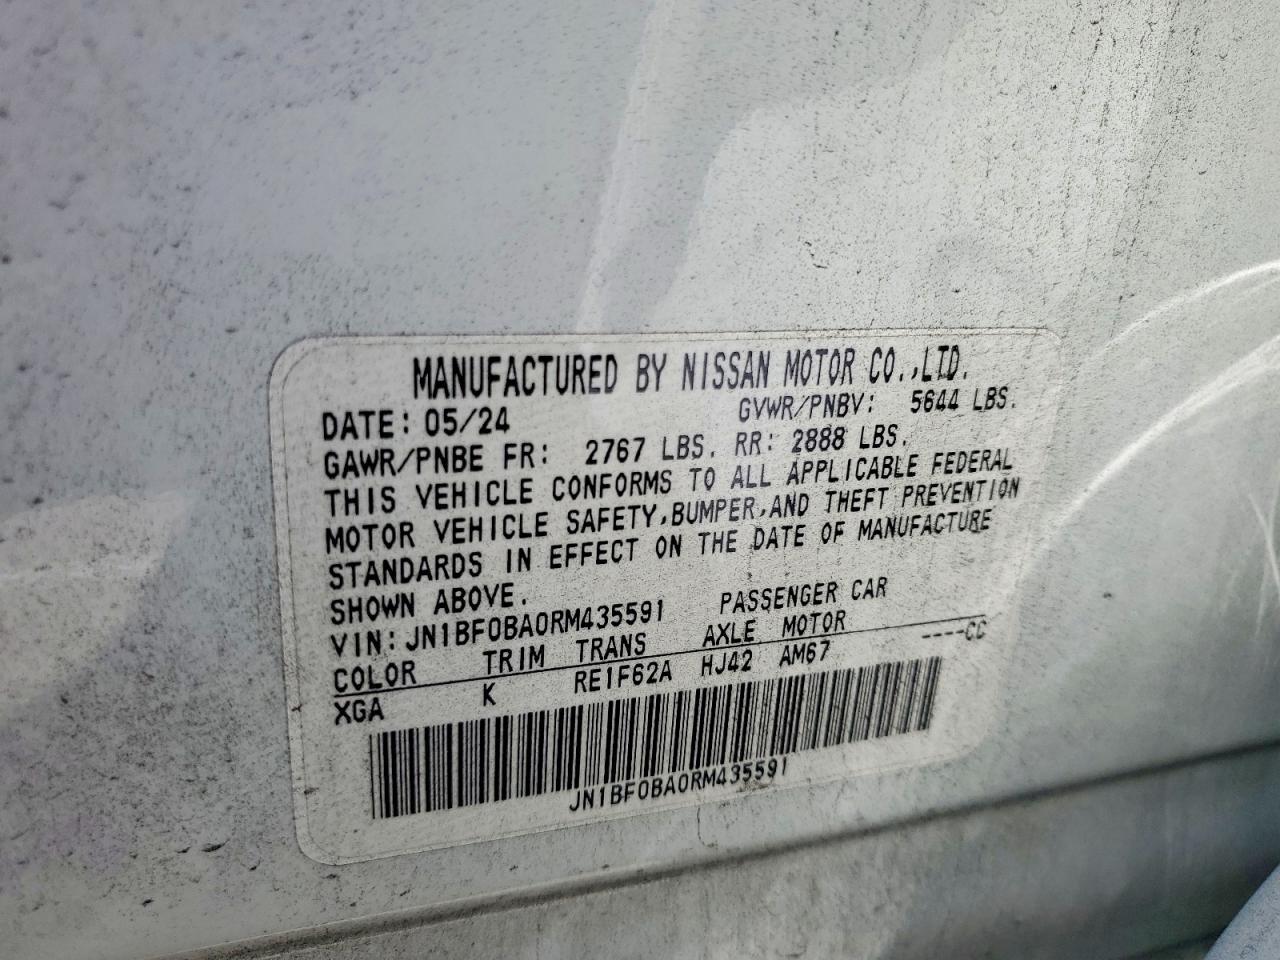 MANUFACTURED BY NISSAN MOTOR CO.,LTD.
DATE: 05/24 GVWR/PNBV: 5644 LBS.
GAWR/PNBE FR: 2767 LBS. RR: 2888 LBS.
THIS VEHICLE CONFORMS TO ALL APPLICABLE FEDERAL
MOTOR VEHICLE SAFETY,BUMPER,AND THEFT PREVENTION
STANDARDS IN EFFECT ON THE DATE OF MANUFACTURE
SHOWN ABOVE.
VIN: JN1BF0BA0RM435591 PASSENGER CAR
COLOR TRIM TRANS AXLE MOTOR
XGA K RE1F62A HJ42 AM67 ----CC
JN1BF0BA0RM435591